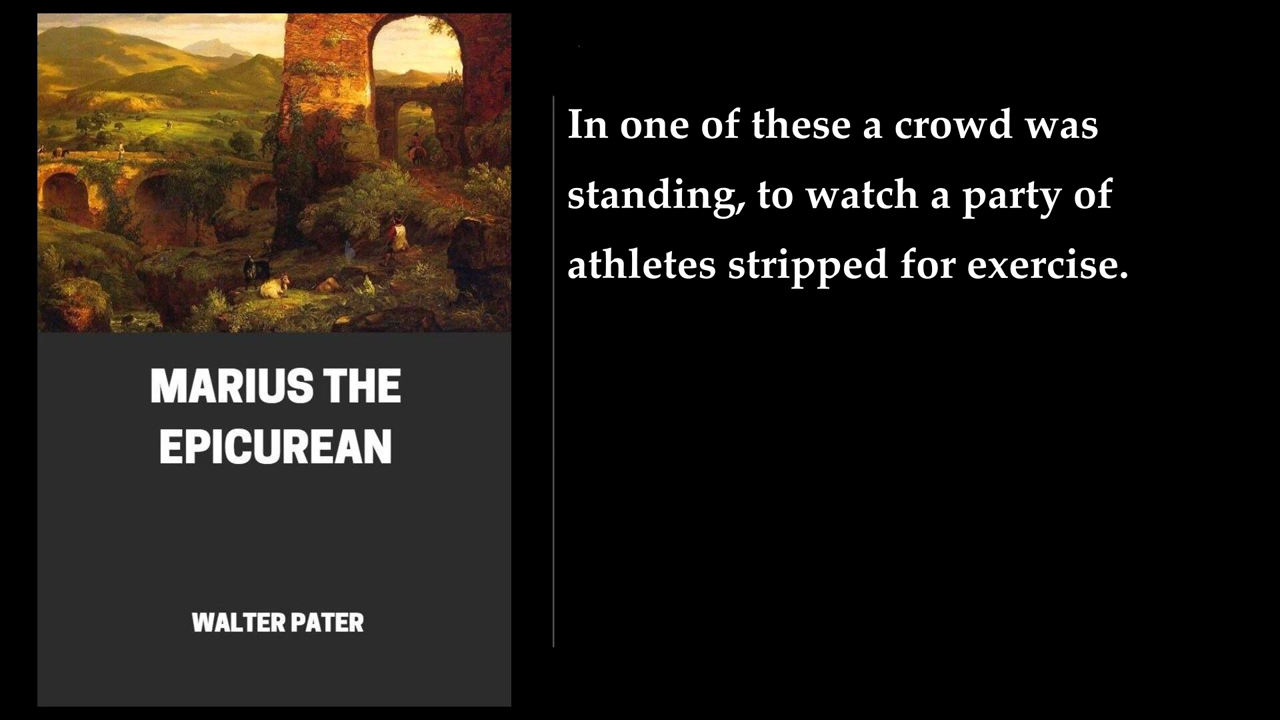 MARIUS THE
EPICUREAN
WALTER PATER
In one of these a crowd was
standing, to watch a party of
athletes stripped for exercise.